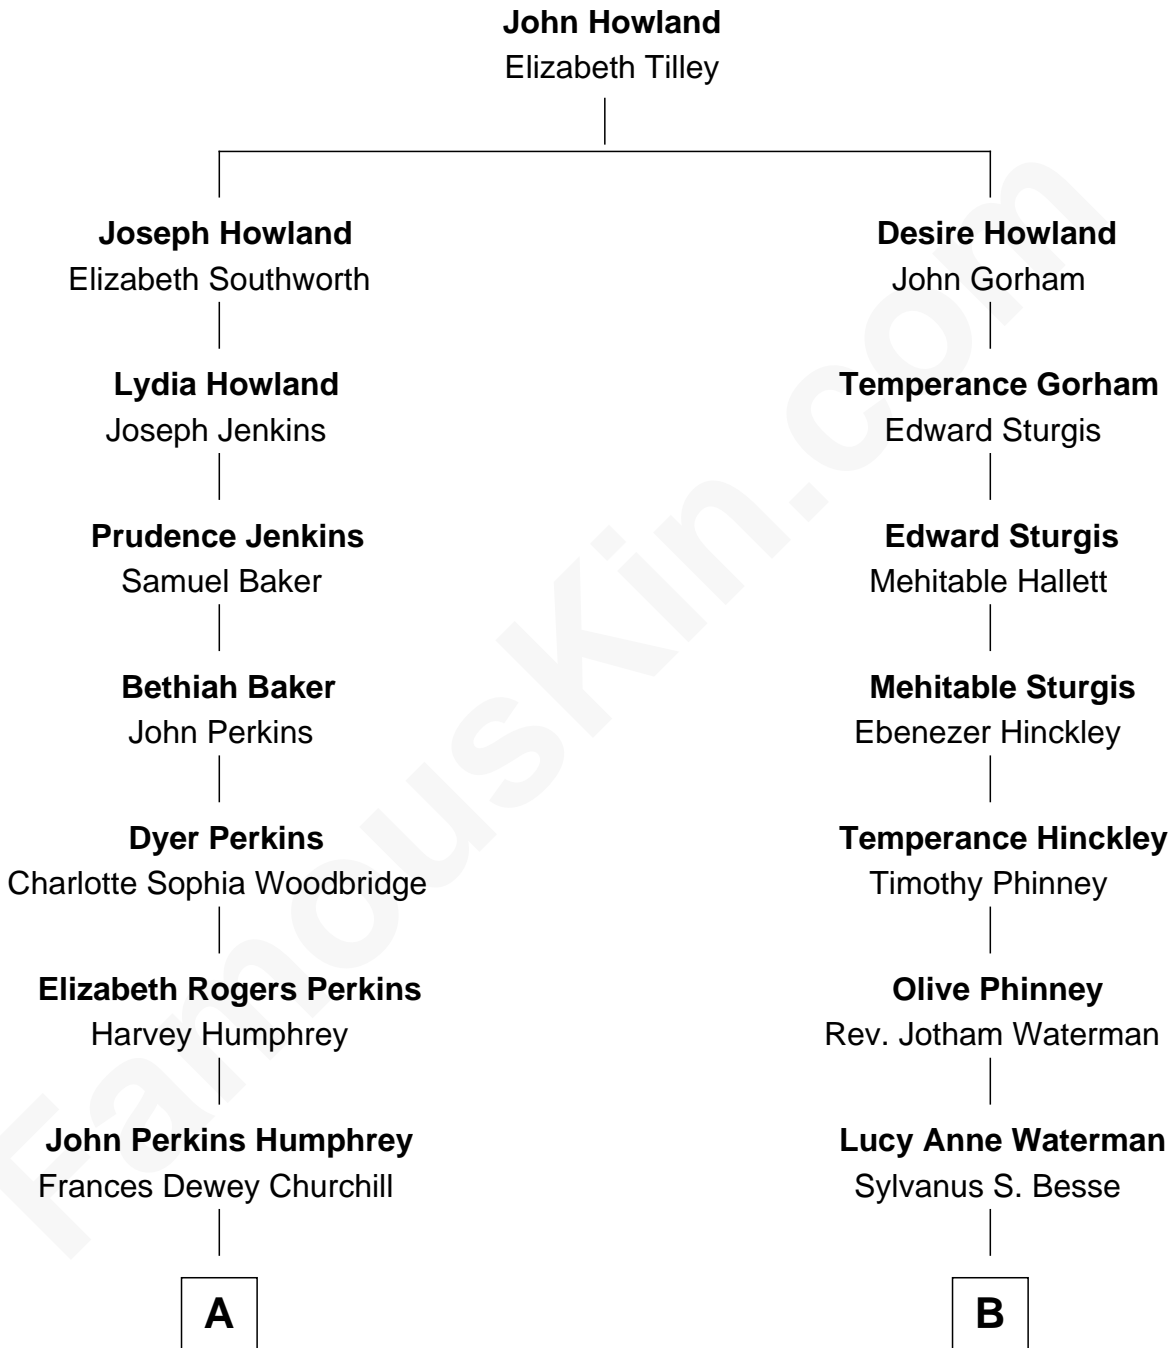 John Howland
Elizabeth Tilley
Joseph Howland
Elizabeth Southworth
Desire Howland
John Gorham
Lydia Howland
Joseph Jenkins
Temperance Gorham
Edward Sturgis
Prudence Jenkins
Samuel Baker
Edward Sturgis
Mehitable Hallett
Bethiah Baker
John Perkins
Mehitable Sturgis
Ebenezer Hinckley
Dyer Perkins
Charlotte Sophia Woodbridge
Temperance Hinckley
Timothy Phinney
Elizabeth Rogers Perkins
Harvey Humphrey
Olive Phinney
Rev. Jotham Waterman
John Perkins Humphrey
Frances Dewey Churchill
Lucy Anne Waterman
Sylvanus S. Besse
A
B
FamousKin.com